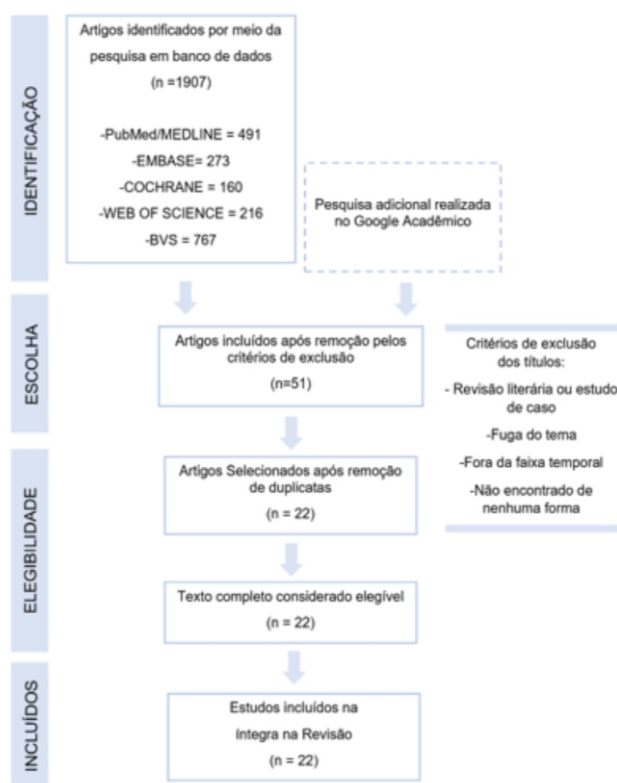 IDENTIFICAÇÃO
Artigos identificados por meio da
pesquisa em banco de dados
(n =1907)
-PubMed/MEDLINE = 491
-EMBASE= 273
-COCHRANE = 160
-WEB OF SCIENCE = 216
-BVS = 767
Pesquisa adicional realizada
no Google Acadêmico
ESCOLHA
Artigos incluídos após remoção pelos
critérios de exclusão
(n=51)
Critérios de exclusão
dos títulos:
- Revisão literária ou estudo
de caso
-Fuga do tema
-Fora da faixa temporal
-Não encontrado de
nenhuma forma
ELEGIBILIDADE
Artigos Selecionados após remoção
de duplicatas
(n = 22)
Texto completo considerado elegível
(n = 22)
INCLUÍDOS
Estudos incluídos na
íntegra na Revisão
(n = 22)